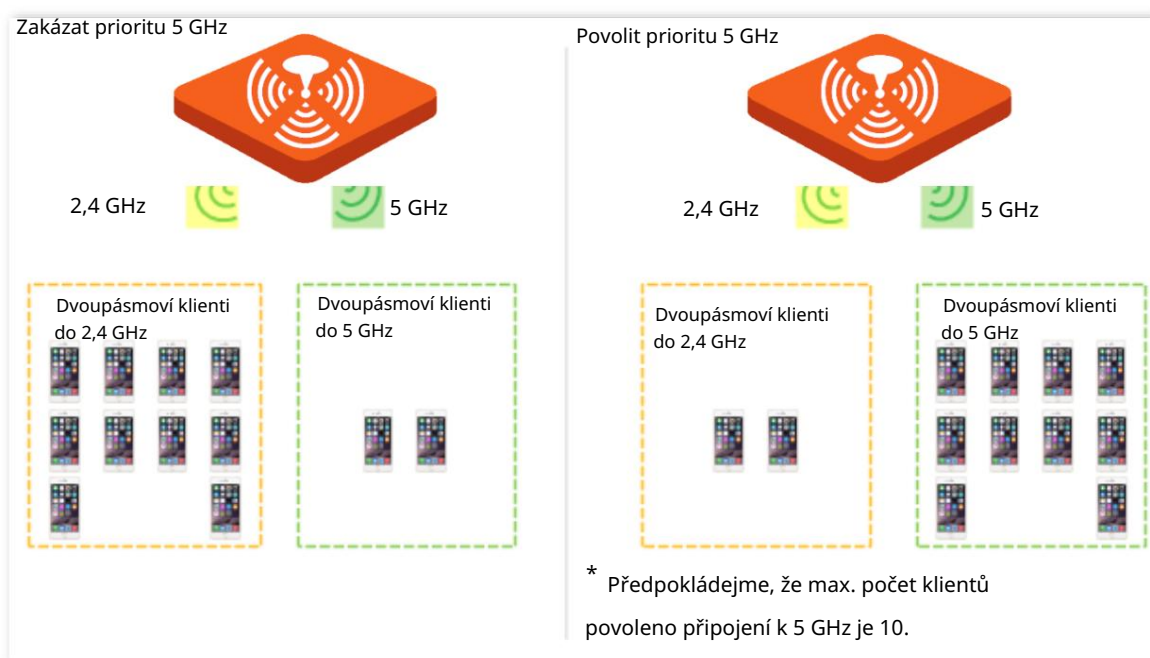 Zakázat prioritu 5 GHz
2,4 GHz
5 GHz
Dvoupásmoví klienti
do 2,4 GHz
Dvoupásmoví klienti
do 5 GHz
Povolit prioritu 5 GHz
2,4 GHz
5 GHz
Dvoupásmoví klienti
do 2,4 GHz
Dvoupásmoví klienti
do 5 GHz
* Předpokládejme, že max. počet klientů
povoleno připojení k 5 GHz je 10.